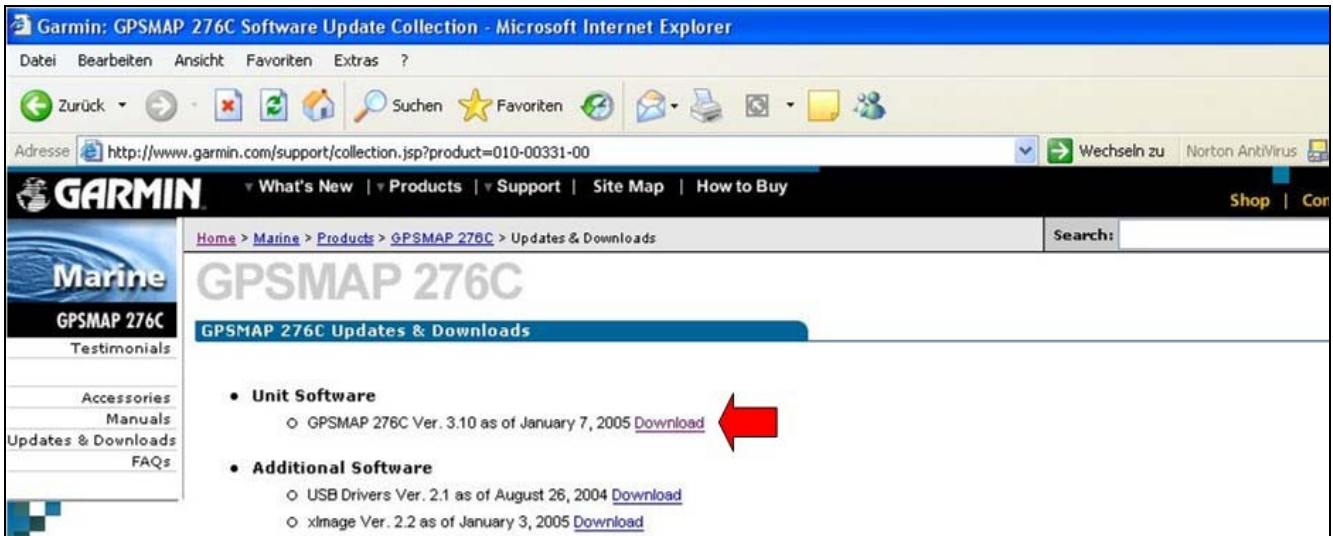 Garmin: GPSMAP 276C Software Update Collection - Microsoft Internet Explorer
Datei Bearbeiten Ansicht Favoriten Extras ?
Zurück Suchen Favoriten
Adresse http://www.garmin.com/support/collection.jsp?product=010-00331-00 Wechseln zu Norton AntiVirus
GARMIN What's New | Products | Support | Site Map | How to Buy
Shop |
Home > Marine > Products > GPSMAP 276C > Updates & Downloads Search:
Marine
GPSMAP 276C
GPSMAP 276C
GPSMAP 276C Updates & Downloads
Testimonials
Accessories
Manuals
Updates & Downloads
FAQs
• Unit Software
○ GPSMAP 276C Ver. 3.10 as of January 7, 2005 Download
• Additional Software
○ USB Drivers Ver. 2.1 as of August 26, 2004 Download
○ xImage Ver. 2.2 as of January 3, 2005 Download